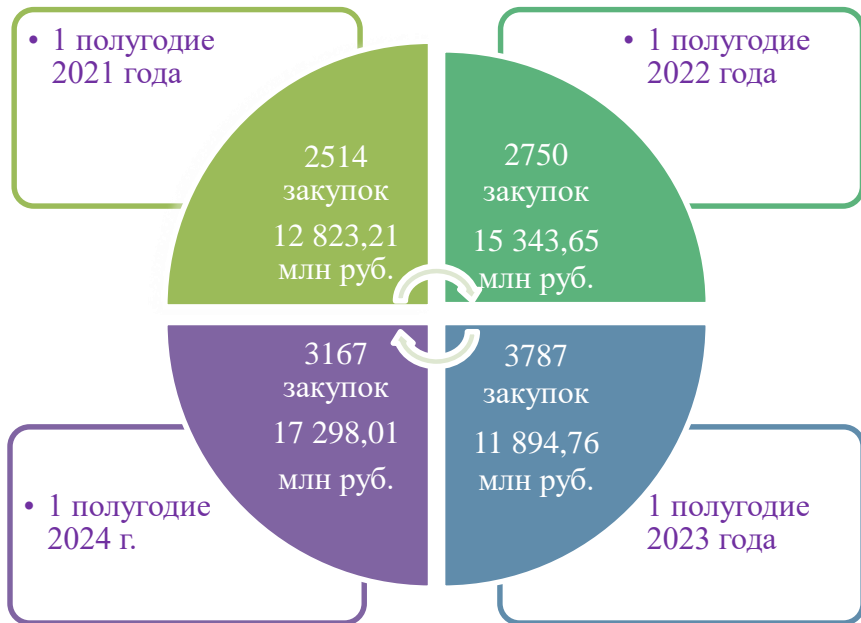 • 1 полугодие
2021 года
• 1 полугодие
2022 года
2514
закупок
12 823,21
млн руб.
2750
закупок
15 343,65
млн руб.
3167
закупок
17 298,01
млн руб.
3787
закупок
11 894,76
млн руб.
• 1 полугодие
2024 г.
1 полугодие
2023 года